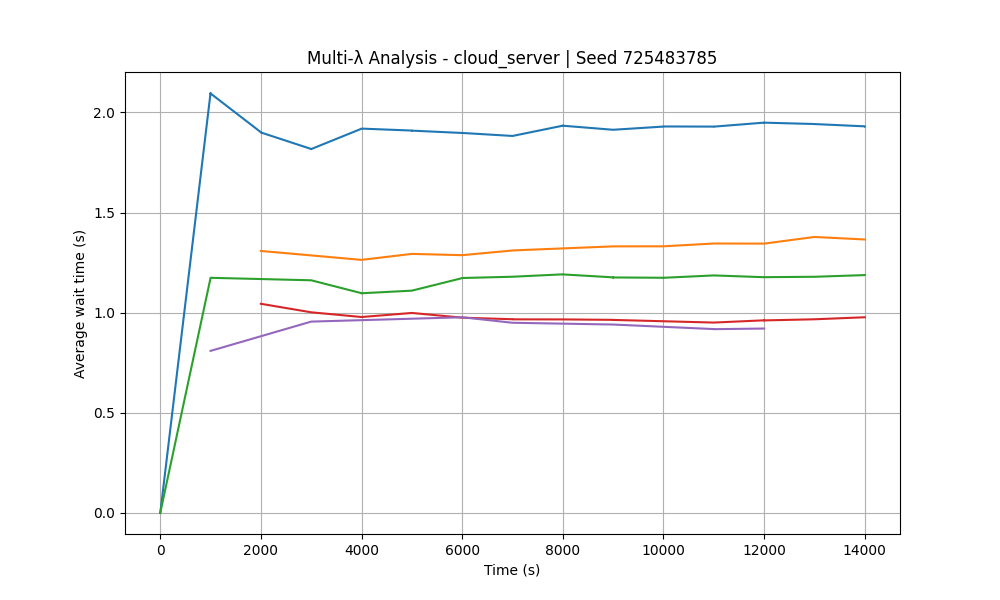 Multi-λ Analysis - cloud_server | Seed 725483785
Average wait time (s)
2.0
1.5
1.0
0.5
0.0
0 2000 4000 6000 8000 10000 12000 14000
Time (s)